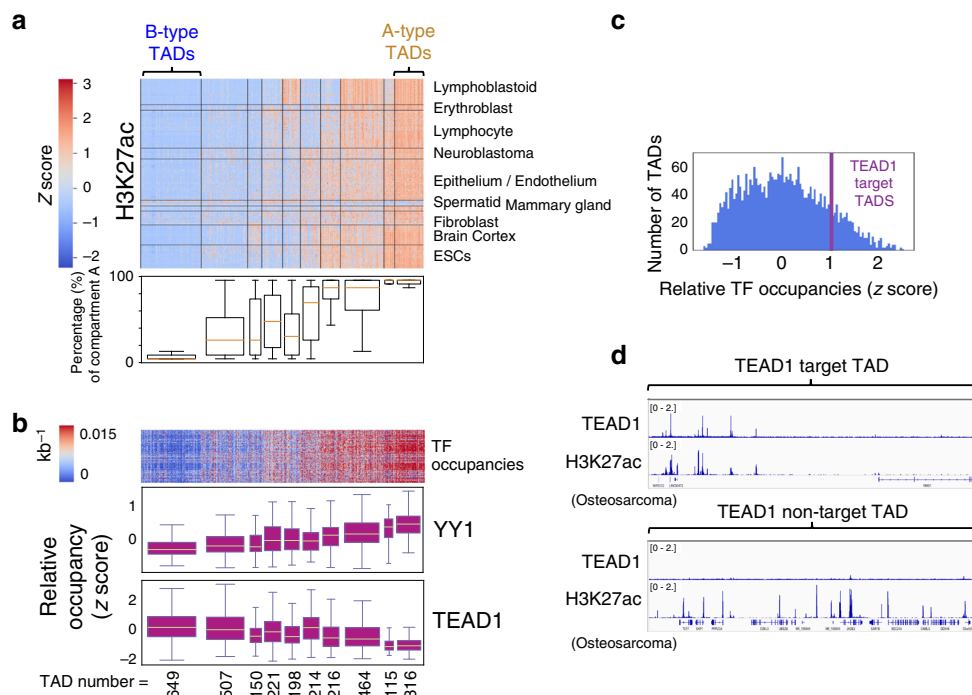 a
B-type
TADs
A-type
TADs
3
2
1
0
−1
−2
Z score
H3K27ac
Lymphoblastoid
Erythroblast
Lymphocyte
Neuroblastoma
Epithelium / Endothelium
Spermatid Mammary gland
Fibroblast
Brain Cortex
ESCs
Percentage (%)
of compartment A
100
0
b
kb−1
0.015
0
TF
occupancies
Relative
occupancy
(z score)
1
0
YY1
2
0
−2
TEAD1
TAD number =
649
507
150
221
198
214
216
464
115
316
c
Number of TADs
60
40
20
0
TEAD1
target
TADS
−1 0 1 2
Relative TF occupancies (z score)
d
TEAD1 target TAD
[0 - 2.]
TEAD1
[0 - 2.]
H3K27ac
(Osteosarcoma)
TEAD1 non-target TAD
[0 - 2.]
TEAD1
[0 - 2.]
H3K27ac
(Osteosarcoma)